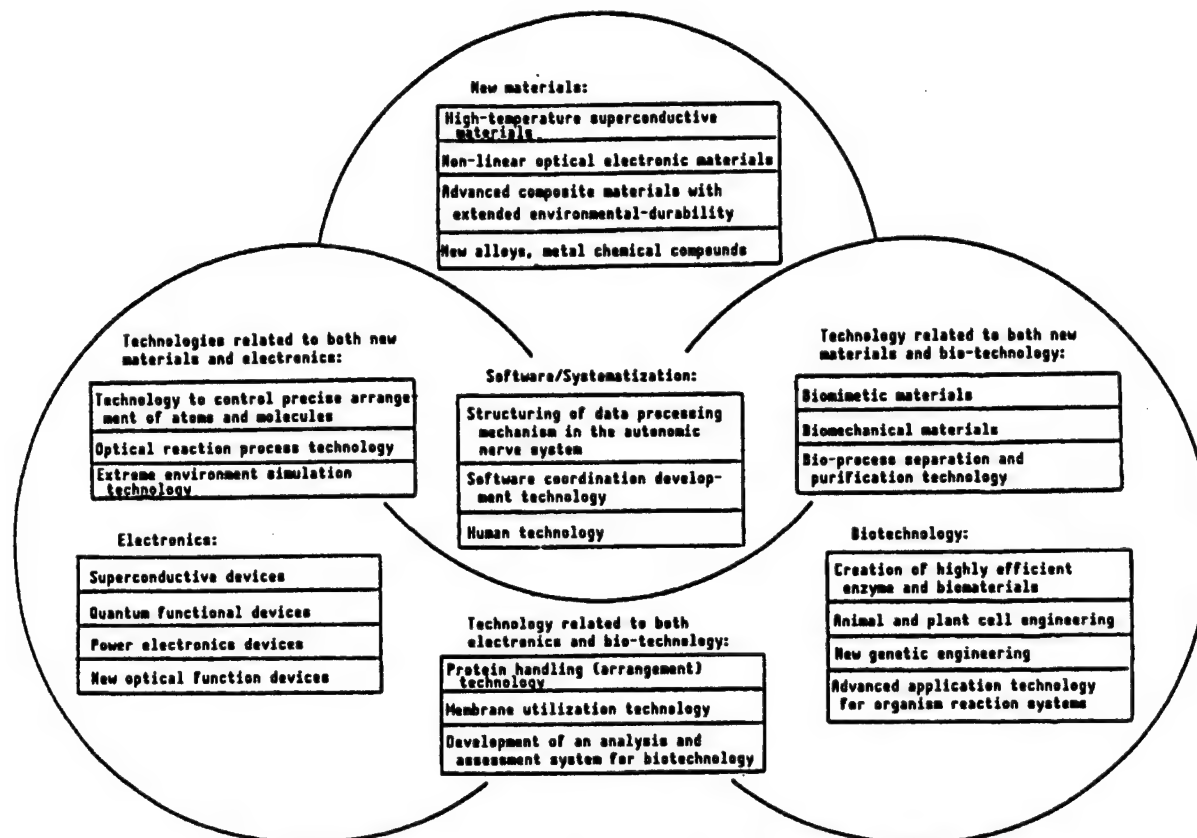 New materials:
High-temperature superconductive
materials
Non-linear optical electronic materials
Advanced composite materials with
extended environmental-durability
New alloys, metal chemical compounds
Technologies related to both new
materials and electronics:
Technology to control precise arrange
ment of atoms and molecules
Optical reaction process technology
Extreme environment simulation
technology
Software/Systematization:
Structuring of data processing
mechanism in the autonomic
nerve system
Software coordination develop-
ment technology
Human technology
Technology related to both new
materials and bio-technology:
Biomimetic materials
Biomechanical materials
Bio-process separation and
purification technology
Electronics:
Superconductive devices
Quantum functional devices
Power electronics devices
New optical function devices
Technology related to both
electronics and bio-technology:
Protein handling (arrangement)
technology
Membrane utilization technology
Development of an analysis and
assessment system for biotechnology
Biotechnology:
Creation of highly efficient
enzyme and biomaterials
Animal and plant cell engineering
New genetic engineering
Advanced application technology
for organism reaction systems